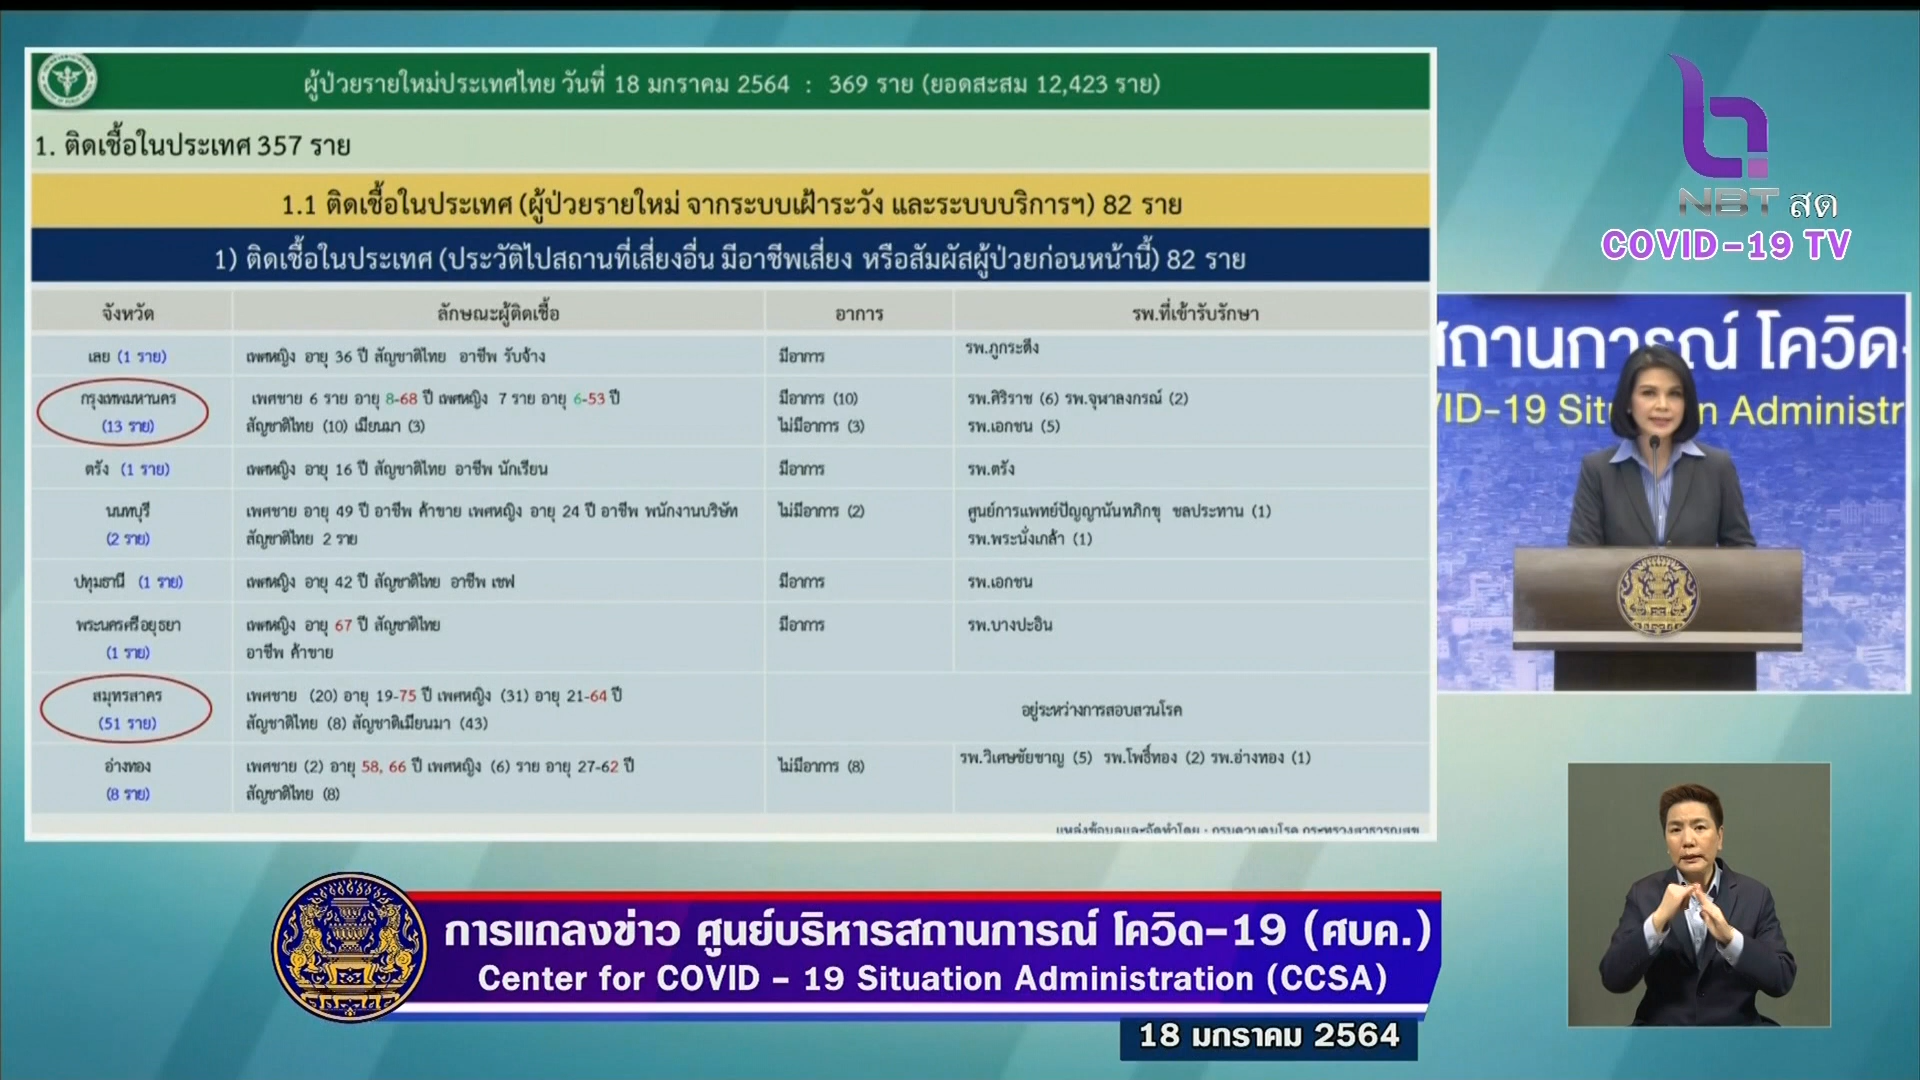 ผู้ป่วยรายใหม่ประเทศไทย วันที่ 18 มกราคม 2564 : 369 ราย (ยอดสะสม 12,423 ราย)
1. ติดเชื้อในประเทศ 357 ราย
1.1 ติดเชื้อในประเทศ (ผู้ป่วยรายใหม่ จากระบบเฝ้าระวัง และระบบบริการฯ) 82 ราย
1) ติดเชื้อในประเทศ (ประวัติไปสถานที่เสี่ยงอื่น มีอาชีพเสี่ยง หรือสัมผัสผู้ป่วยก่อนหน้านี้) 82 ราย
จังหวัด ลักษณะผู้ติดเชื้อ อาการ รพ.ที่เข้ารับรักษา
เลย (1 ราย) เพศหญิง อายุ 36 ปี สัญชาติไทย อาชีพ รับจ้าง มีอาการ รพ.ภูกระดึง
กรุงเทพมหานคร เพศชาย 6 ราย อายุ 8-68 ปี เพศหญิง 7 ราย อายุ 6-53 ปี มีอาการ (10) รพ.ศิริราช (6) รพ.จุฬาลงกรณ์ (2)
(13 ราย) สัญชาติไทย (10) เมียนมา (3) ไม่มีอาการ (3) รพ.เอกชน (5)
ตรัง (1 ราย) เพศหญิง อายุ 16 ปี สัญชาติไทย อาชีพ นักเรียน มีอาการ รพ.ตรัง
นนทบุรี เพศชาย อายุ 49 ปี อาชีพ ค้าขาย เพศหญิง อายุ 24 ปี อาชีพ พนักงานบริษัท ไม่มีอาการ (2) ศูนย์การแพทย์ปัญญานันทภิกขุ ชลประทาน (1)
(2 ราย) สัญชาติไทย 2 ราย รพ.พระนั่งเกล้า (1)
ปทุมธานี (1 ราย) เพศหญิง อายุ 42 ปี สัญชาติไทย อาชีพ เชฟ มีอาการ รพ.เอกชน
พระนครศรีอยุธยา เพศหญิง อายุ 67 ปี สัญชาติไทย มีอาการ รพ.บางปะอิน
(1 ราย) อาชีพ ค้าขาย
สมุทรสาคร เพศชาย (20) อายุ 19-75 ปี เพศหญิง (31) อายุ 21-64 ปี อยู่ระหว่างการสอบสวนโรค
(51 ราย) สัญชาติไทย (8) สัญชาติเมียนมา (43)
อ่างทอง เพศชาย (2) อายุ 58, 66 ปี เพศหญิง (6) ราย อายุ 27-62 ปี ไม่มีอาการ (8) รพ.วิเศษชัยชาญ (5) รพ.โพธิ์ทอง (2) รพ.อ่างทอง (1)
(8 ราย) สัญชาติไทย (8)
แหล่งข้อมูลและจัดทำโดย : กรมควบคุมโรค กระทรวงสาธารณสุข
NBT สด
COVID-19 TV
สถานการณ์ โควิด-
VID-19 Situ n Administr
การแถลงข่าว ศูนย์บริหารสถานการณ์ โควิด-19 (ศบค.)
Center for COVID - 19 Situation Administration (CCSA)
18 มกราคม 2564